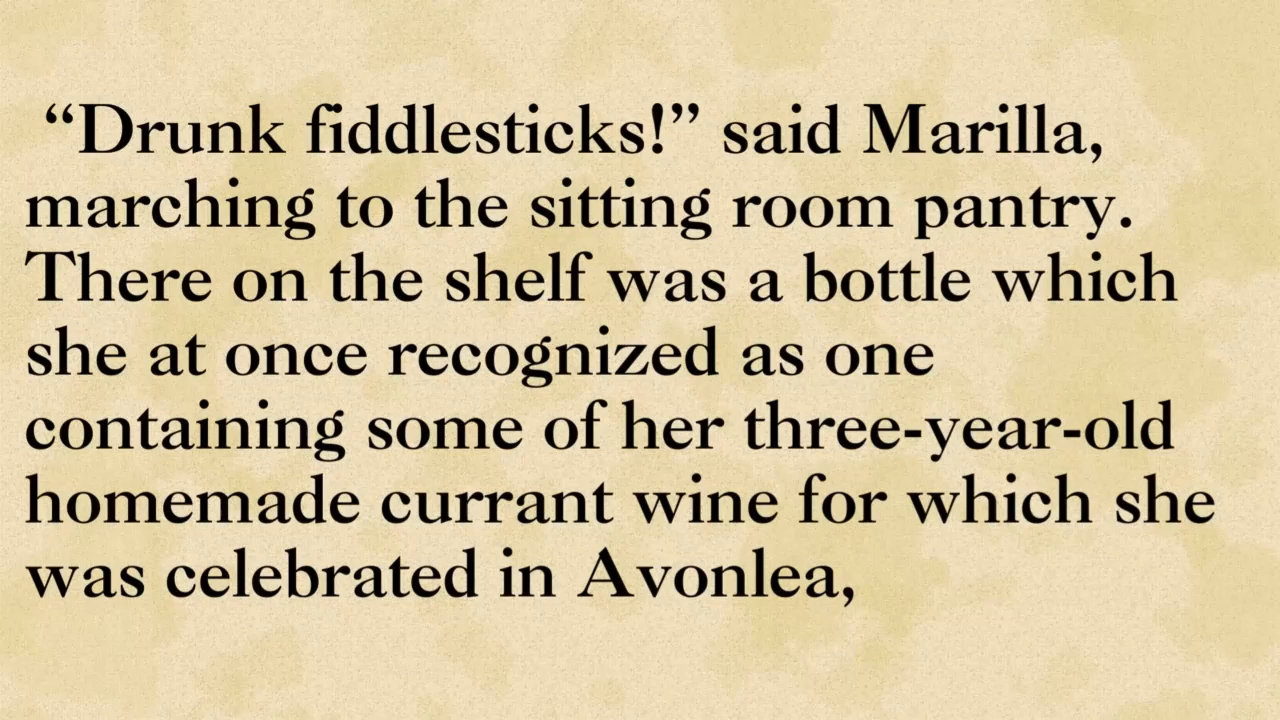 “Drunk fiddlesticks!” said Marilla,
marching to the sitting room pantry.
There on the shelf was a bottle which
she at once recognized as one
containing some of her three-year-old
homemade currant wine for which she
was celebrated in Avonlea,